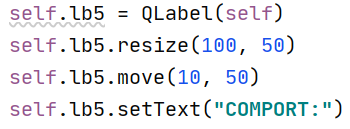 self.lb5 = QLabel(self)
self.lb5.resize(100, 50)
self.lb5.move(10, 50)
self.lb5.setText("COMPORT:")